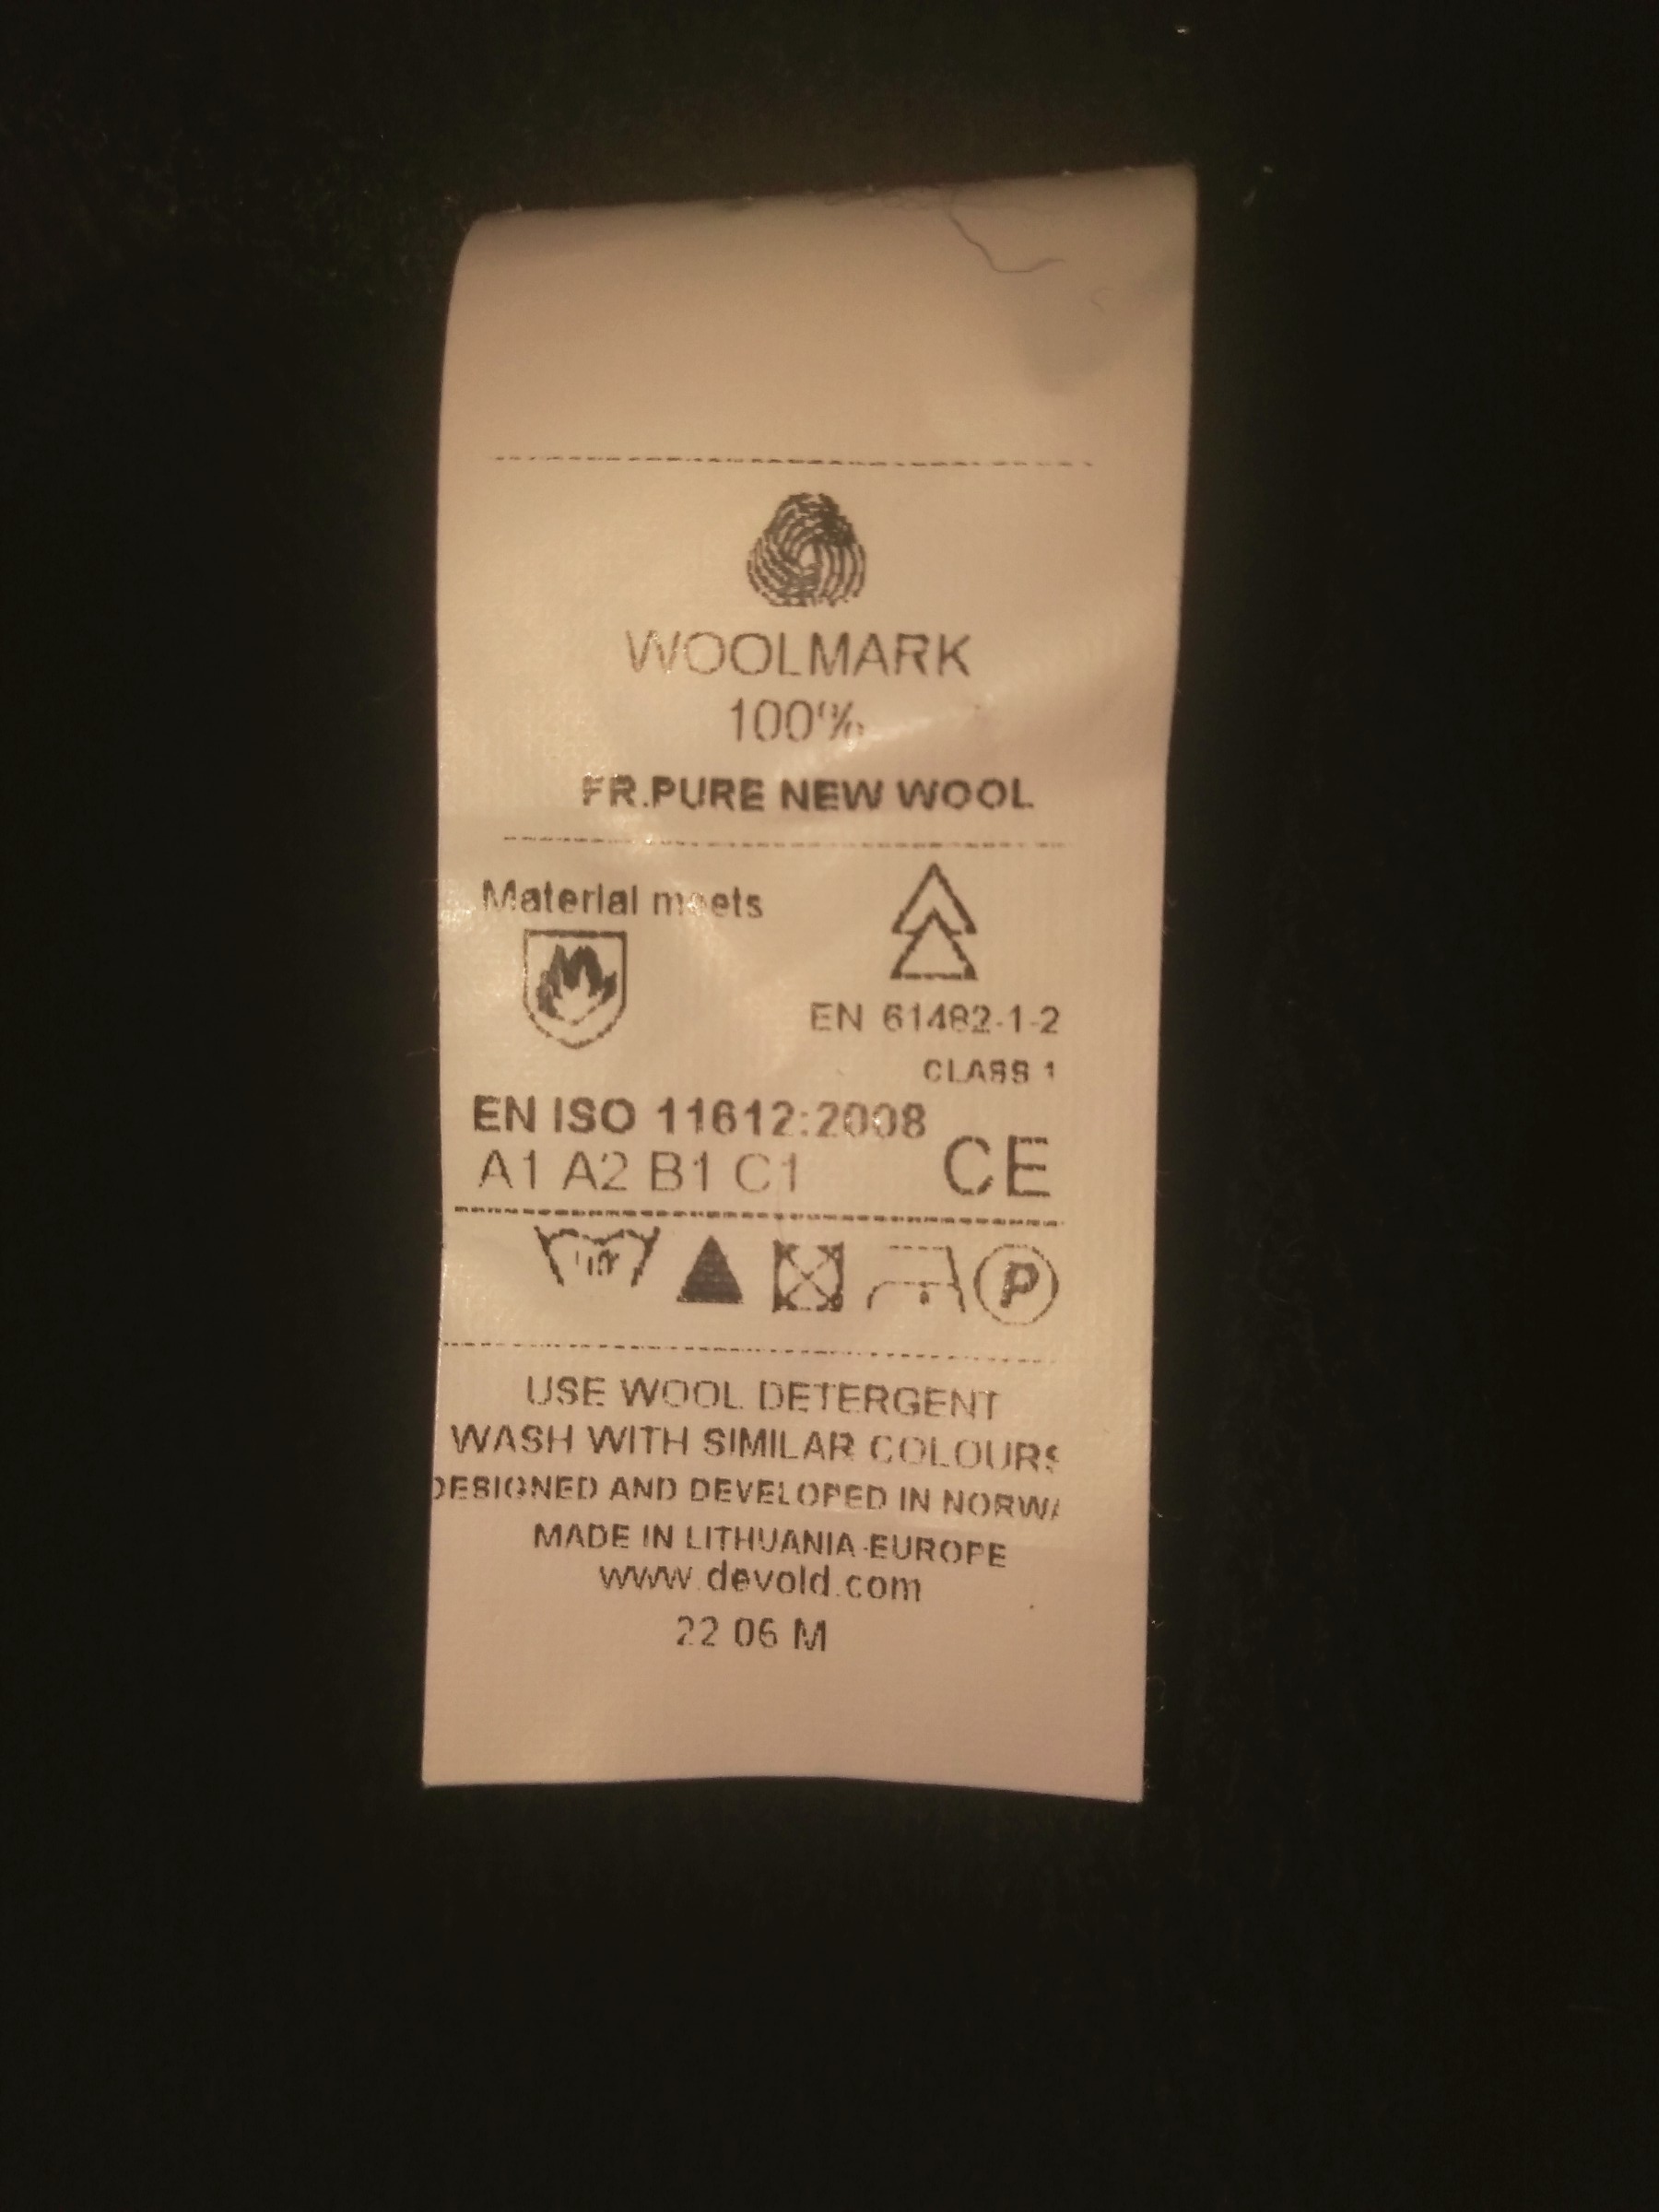 WOOLMARK
100%
FR.PURE NEW WOOL
Material meets
EN 61482-1-2
CLASS 1
EN ISO 11612:2008
A1 A2 B1 C1
CE
P
USE WOOL DETERGENT
WASH WITH SIMILAR COLOURS
DESIGNED AND DEVELOPED IN NORWA
MADE IN LITHUANIA-EUROPE
www.devold.com
22 06 M